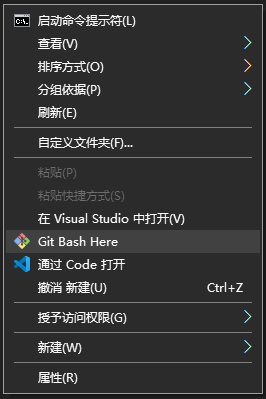 启动命令提示符(L)
查看(V)
排序方式(O)
分组依据(P)
刷新(E)
自定义文件夹(F)...
粘贴(P)
粘贴快捷方式(S)
在 Visual Studio 中打开(V)
Git Bash Here
通过 Code 打开
撤消 新建(U) Ctrl+Z
授予访问权限(G)
新建(W)
属性(R)